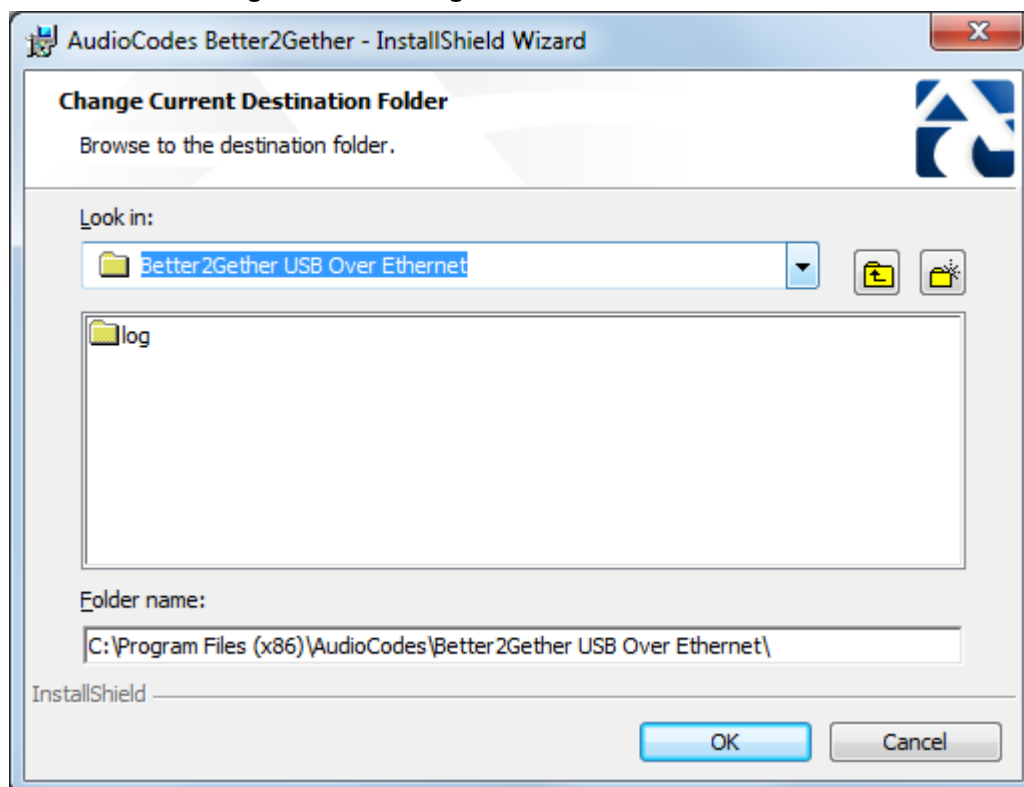 AudioCodes Better2Gether - InstallShield Wizard
Change Current Destination Folder
Browse to the destination folder.
Look in:
Better2Gether USB Over Ethernet
log
Folder name:
C:\Program Files (x86)\AudioCodes\Better2Gether USB Over Ethernet\
InstallShield
OK Cancel